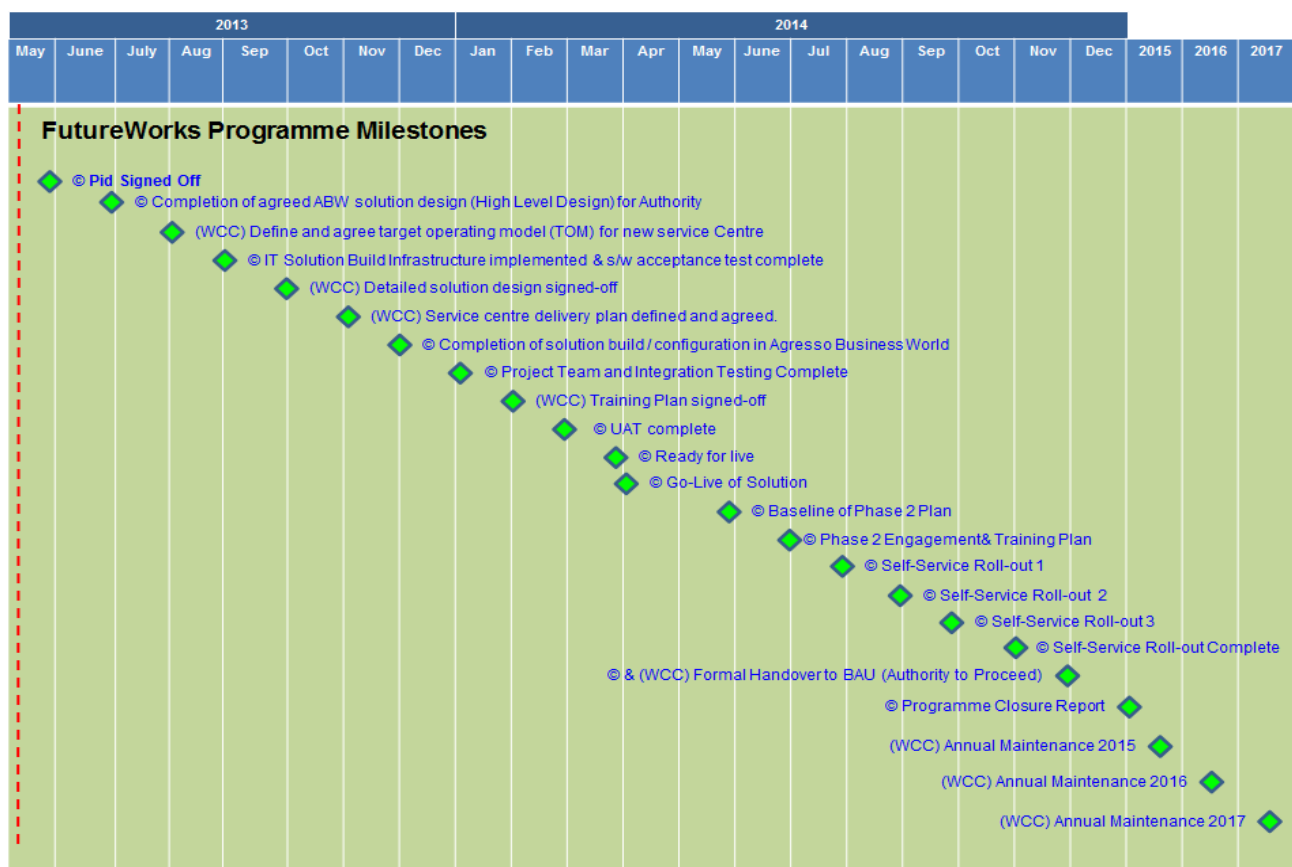 2013 2014
May June July Aug Sep Oct Nov Dec Jan Feb Mar Apr May June Jul Aug Sep Oct Nov Dec 2015 2016 2017
FutureWorks Programme Milestones
© Pid Signed Off
© Completion of agreed ABW solution design (High Level Design) for Authority
(WCC) Define and agree target operating model (TOM) for new service Centre
© IT Solution Build Infrastructure implemented & s/w acceptance test complete
(WCC) Detailed solution design signed-off
(WCC) Service centre delivery plan defined and agreed.
© Completion of solution build / configuration in Agresso Business World
© Project Team and Integration Testing Complete
(WCC) Training Plan signed-off
© UAT complete
© Ready for live
© Go-Live of Solution
© Baseline of Phase 2 Plan
© Phase 2 Engagement& Training Plan
© Self-Service Roll-out 1
© Self-Service Roll-out 2
© Self-Service Roll-out 3
© Self-Service Roll-out Complete
© & (WCC) Formal Handover to BAU (Authority to Proceed)
© Programme Closure Report
(WCC) Annual Maintenance 2015
(WCC) Annual Maintenance 2016
(WCC) Annual Maintenance 2017